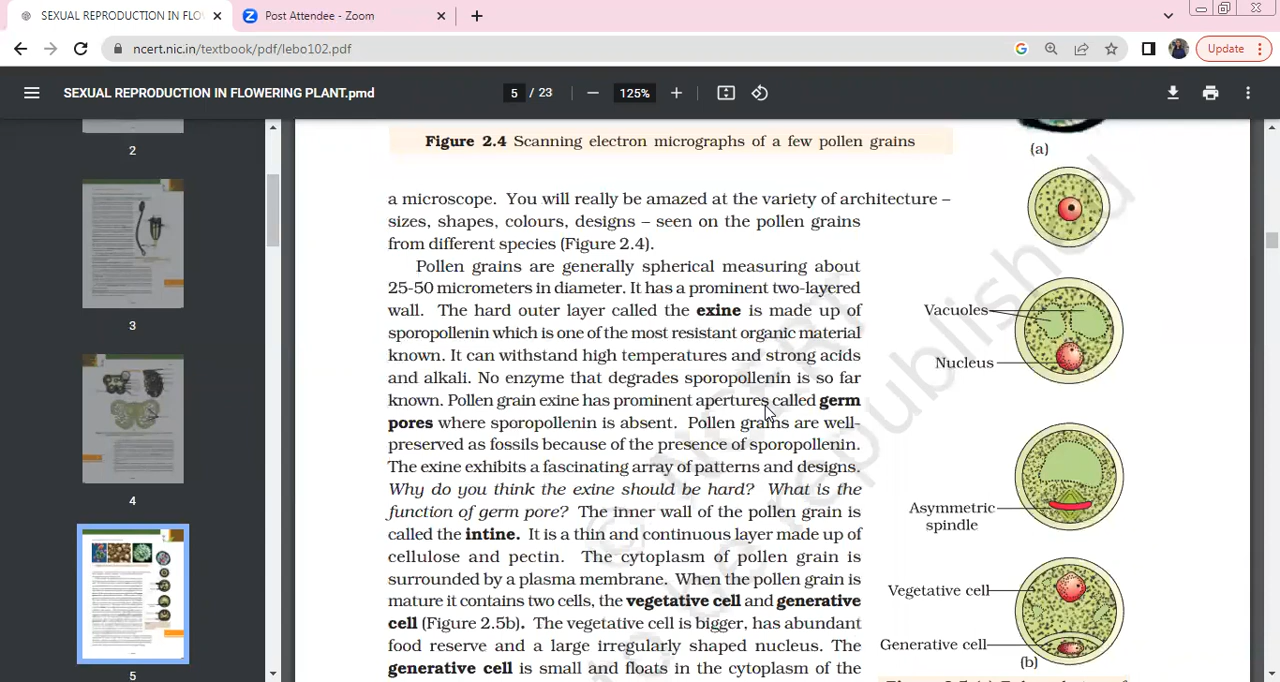 SEXUAL REPRODUCTION IN FLO
Post Attendee - Zoom
ncert.nic.in/textbook/pdf/lebo102.pdf
Update
SEXUAL REPRODUCTION IN FLOWERING PLANT.pmd
5 / 23
125%
2
3
4
5
Figure 2.4 Scanning electron micrographs of a few pollen grains
a microscope. You will really be amazed at the variety of architecture –
sizes, shapes, colours, designs – seen on the pollen grains
from different species (Figure 2.4).
Pollen grains are generally spherical measuring about
25-50 micrometers in diameter. It has a prominent two-layered
wall. The hard outer layer called the exine is made up of
sporopollenin which is one of the most resistant organic material
known. It can withstand high temperatures and strong acids
and alkali. No enzyme that degrades sporopollenin is so far
known. Pollen grain exine has prominent apertures called germ
pores where sporopollenin is absent. Pollen grains are well-
preserved as fossils because of the presence of sporopollenin.
The exine exhibits a fascinating array of patterns and designs.
Why do you think the exine should be hard? What is the
function of germ pore? The inner wall of the pollen grain is
called the intine. It is a thin and continuous layer made up of
cellulose and pectin. The cytoplasm of pollen grain is
surrounded by a plasma membrane. When the pollen grain is
mature it contains two cells, the vegetative cell and generative
cell (Figure 2.5b). The vegetative cell is bigger, has abundant
food reserve and a large irregularly shaped nucleus. The
generative cell is small and floats in the cytoplasm of the
(a)
Vacuoles
Nucleus
Asymmetric
spindle
Vegetative cell
Generative cell
(b)
© NCERT
republished